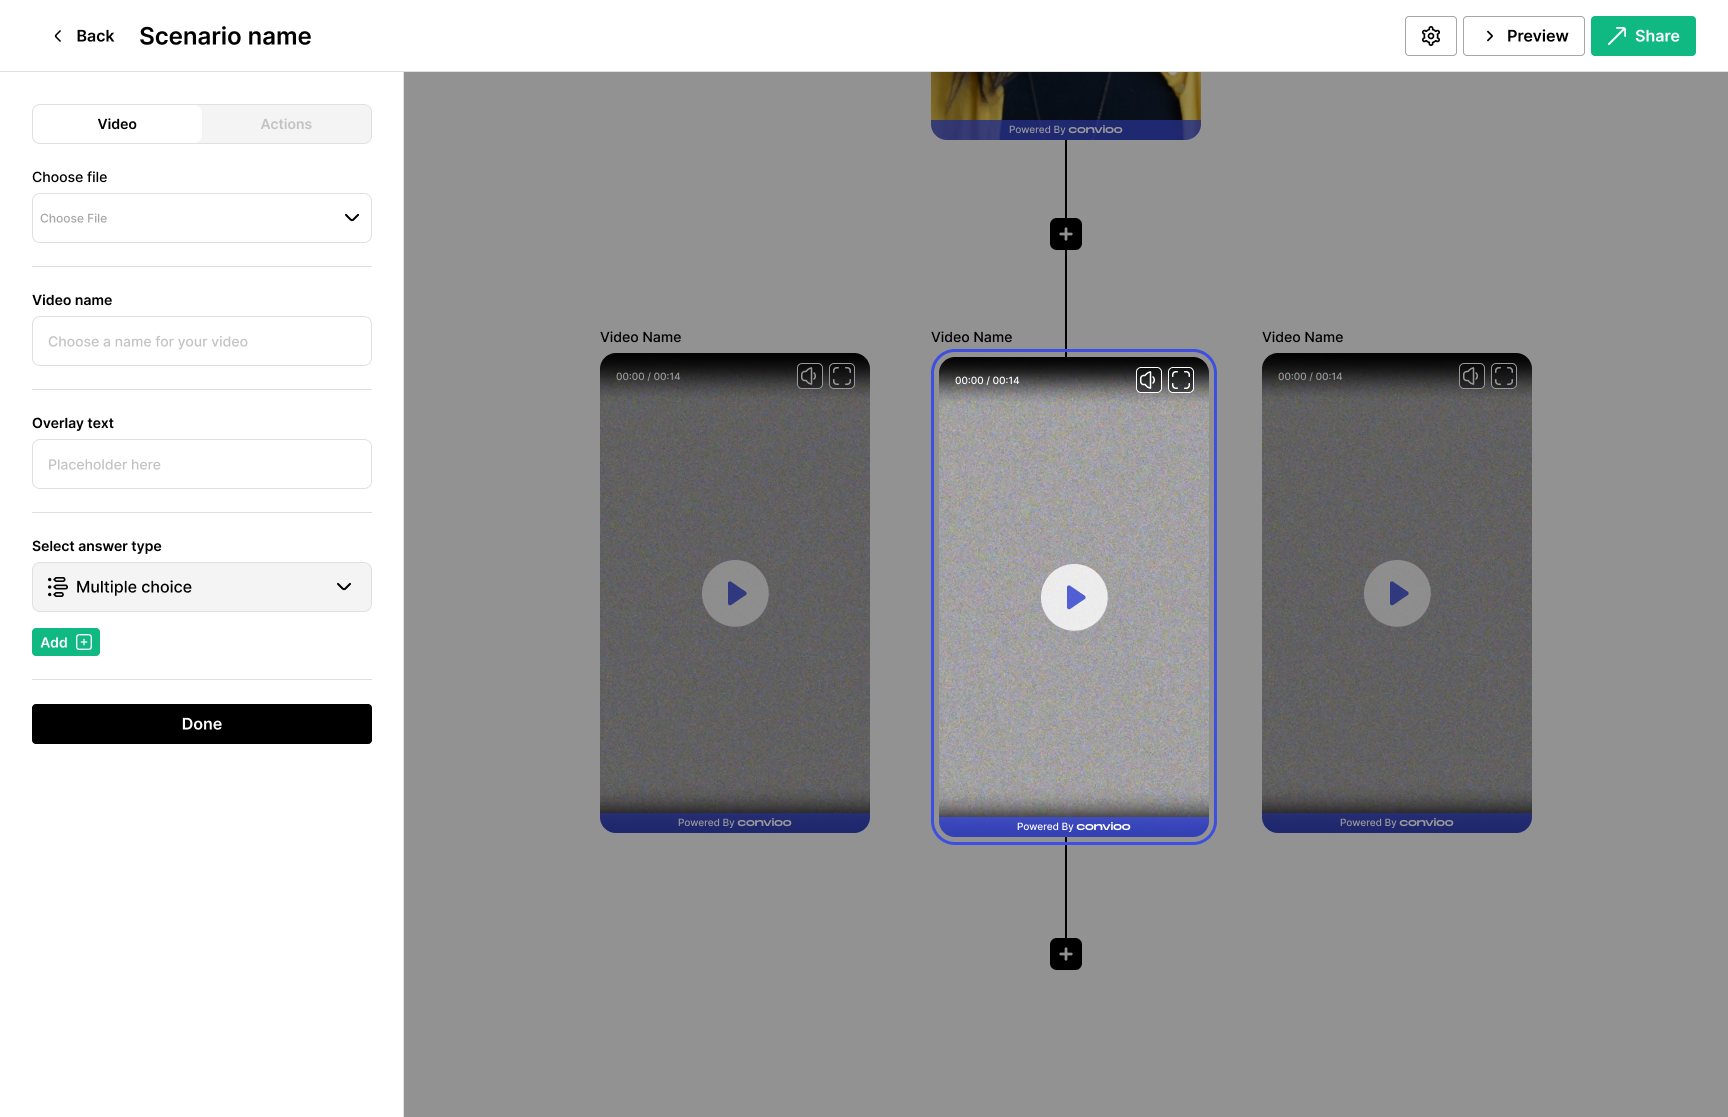 Back
Scenario name
Preview
Share
Video
Actions
Choose file
Choose File
Video name
Choose a name for your video
Overlay text
Placeholder here
Select answer type
Multiple choice
Add
Done
Powered By convioo
Video Name
00:00 / 00:14
Powered By convioo
Video Name
00:00 / 00:14
Powered By convioo
Video Name
00:00 / 00:14
Powered By convioo